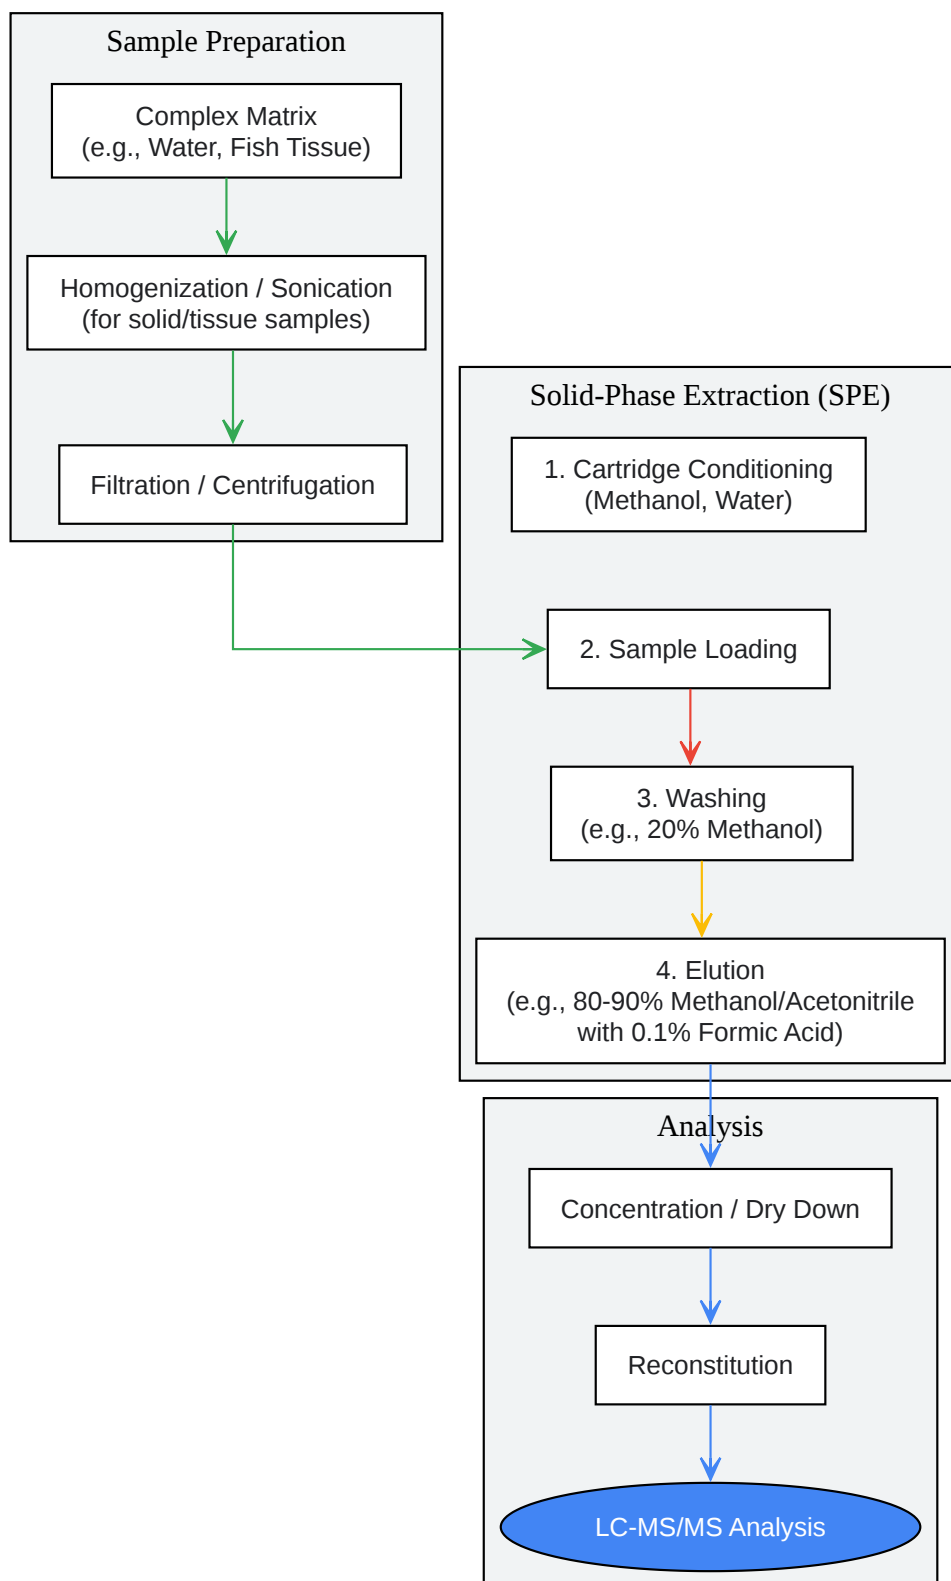 Sample Preparation
Complex Matrix
(e.g., Water, Fish Tissue)
Homogenization / Sonication
(for solid/tissue samples)
Filtration / Centrifugation
Solid-Phase Extraction (SPE)
1. Cartridge Conditioning
(Methanol, Water)
2. Sample Loading
3. Washing
(e.g., 20% Methanol)
4. Elution
(e.g., 80-90% Methanol/Acetonitrile
with 0.1% Formic Acid)
Analysis
Concentration / Dry Down
Reconstitution
LC-MS/MS Analysis